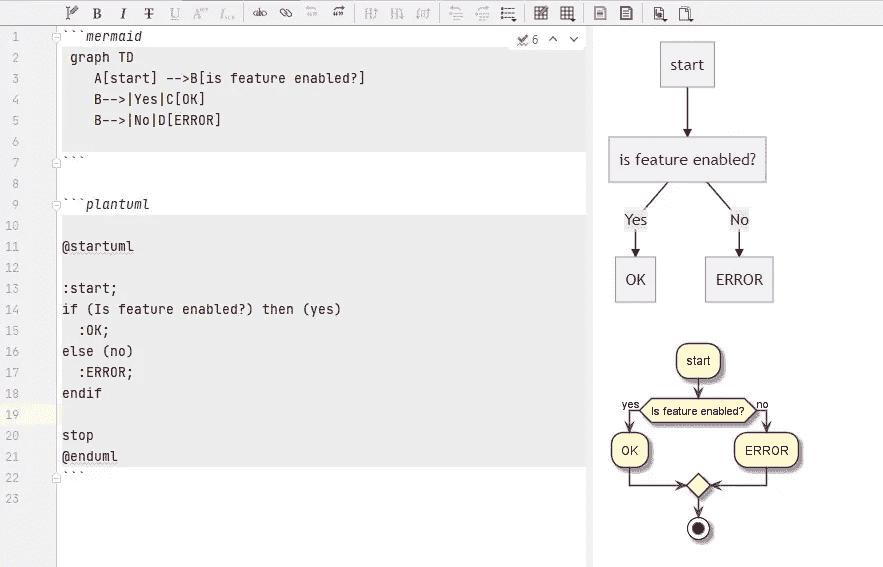 6
1 ```mermaid
2 graph TD
3 A[start] -->B[is feature enabled?]
4 B-->|Yes|C[OK]
5 B-->|No|D[ERROR]
6
7 ```
8
9 ```plantuml
10
11 @startuml
12
13 :start;
14 if (Is feature enabled?) then (yes)
15 :OK;
16 else (no)
17 :ERROR;
18 endif
19
20 stop
21 @enduml
22 ```
23
start
is feature enabled?
Yes No
OK ERROR
start
yes Is feature enabled? no
OK ERROR